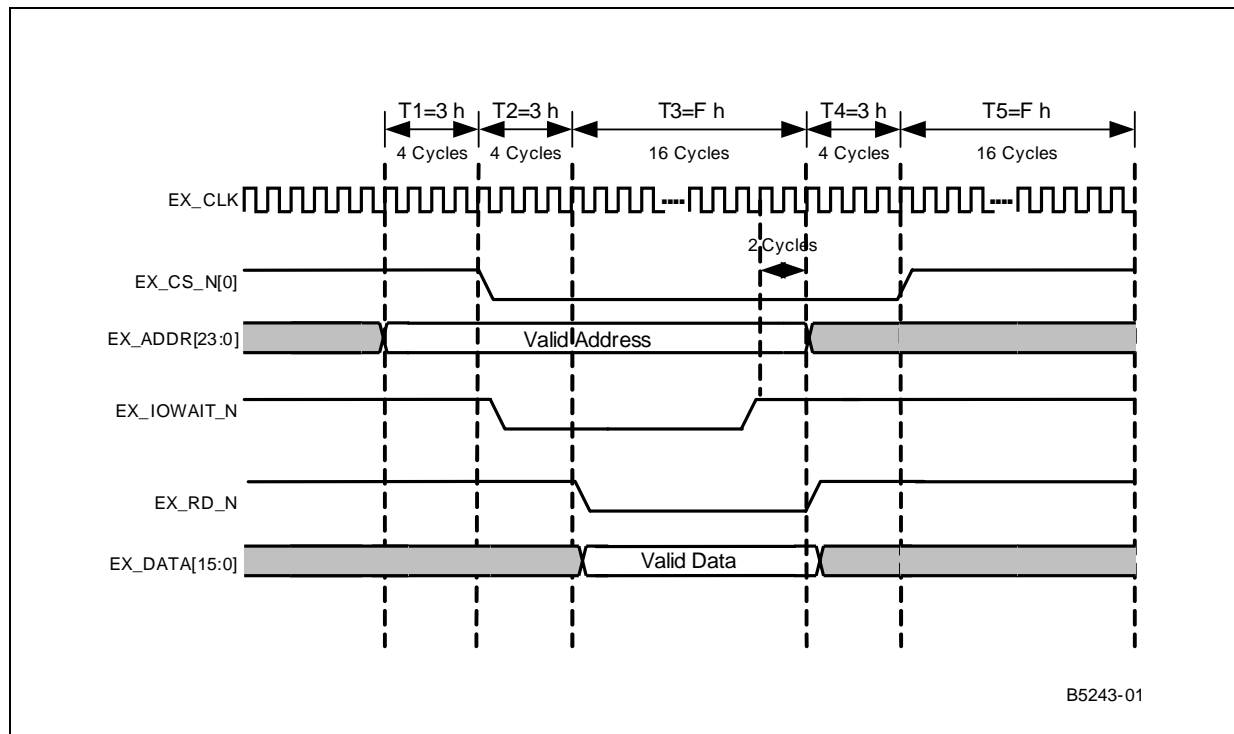 T1=3 h T2=3 h T3=F h T4=3 h T5=F h
4 Cycles 4 Cycles 16 Cycles 4 Cycles 16 Cycles
EX_CLK
2 Cycles
EX_CS_N[0]
EX_ADDR[23:0] Valid Address
EX_IOWAIT_N
EX_RD_N
EX_DATA[15:0] Valid Data
B5243-01